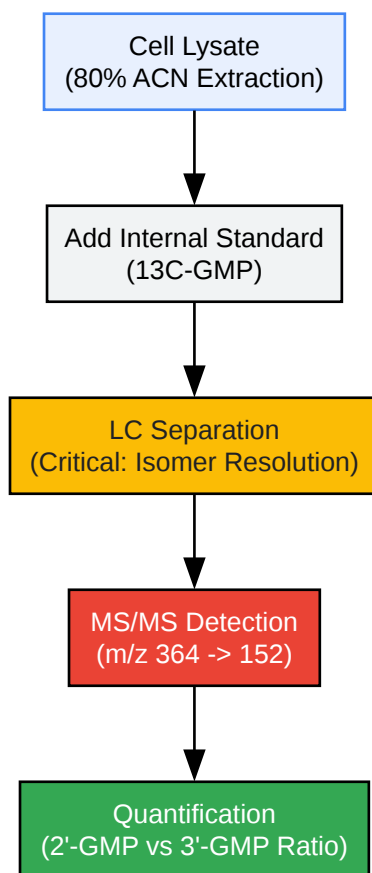 Cell Lysate
(80% ACN Extraction)
Add Internal Standard
(13C-GMP)
LC Separation
(Critical: Isomer Resolution)
MS/MS Detection
(m/z 364 -> 152)
Quantification
(2'-GMP vs 3'-GMP Ratio)